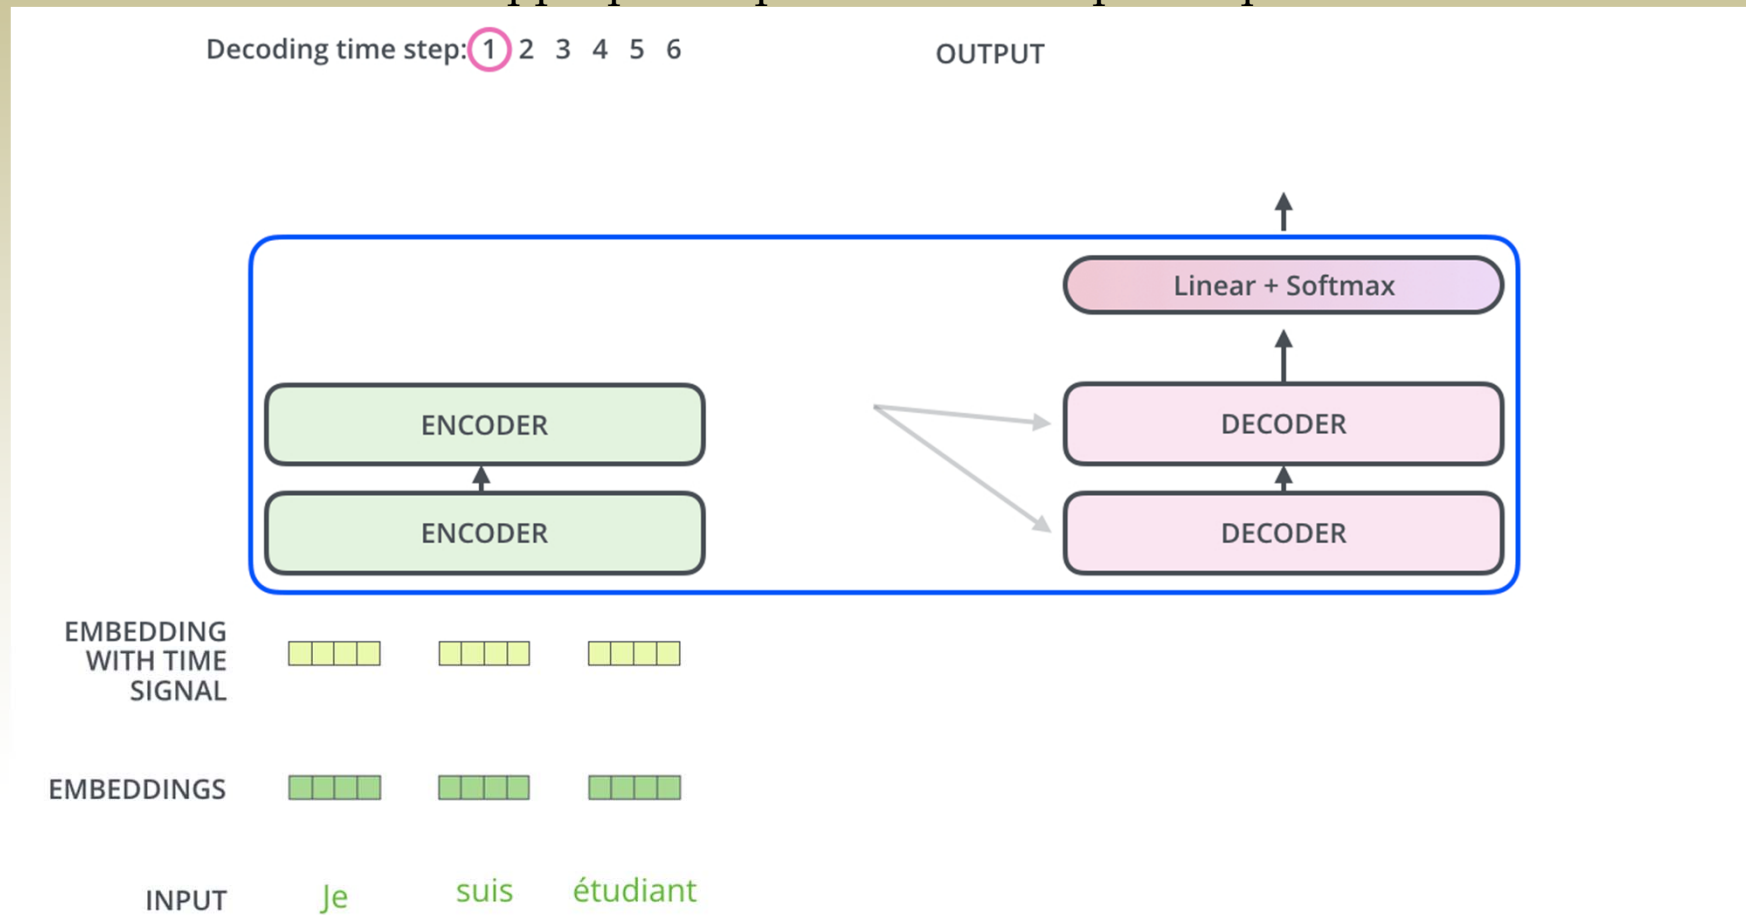 Decoding time step: 1 2 3 4 5 6
OUTPUT
Linear + Softmax
ENCODER
DECODER
ENCODER
DECODER
EMBEDDING
WITH TIME
SIGNAL
EMBEDDINGS
INPUT Je suis étudiant